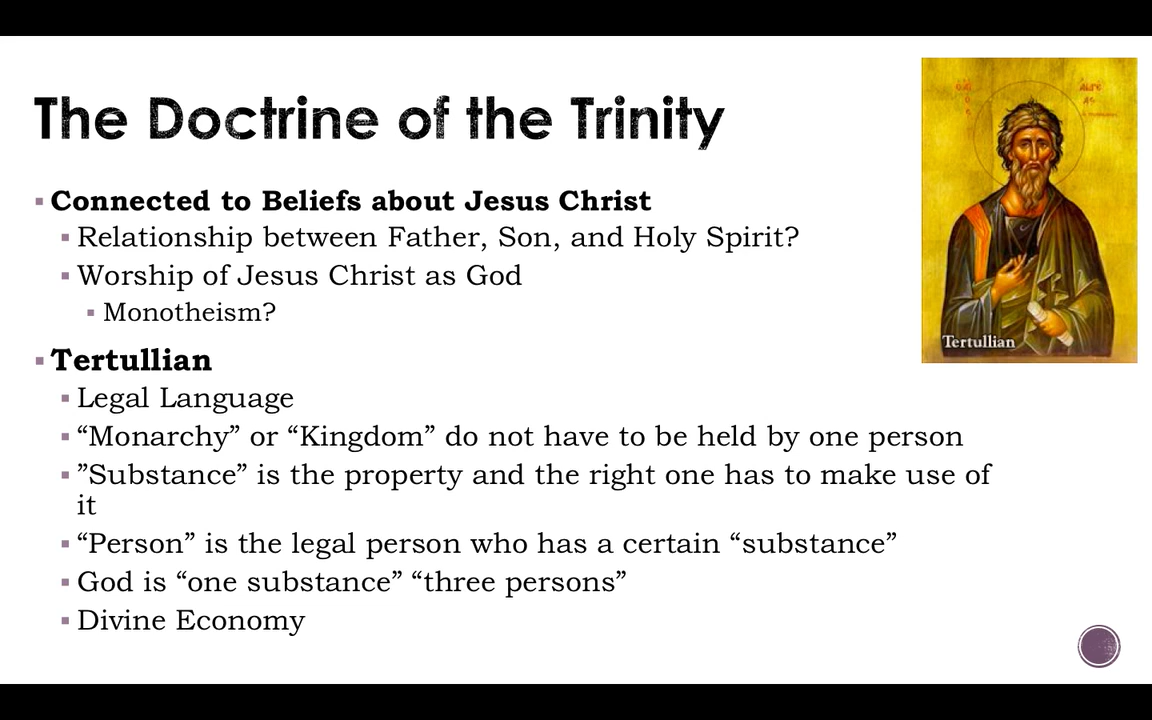 The Doctrine of the Trinity
▪ Connected to Beliefs about Jesus Christ
▪ Relationship between Father, Son, and Holy Spirit?
▪ Worship of Jesus Christ as God
▪ Monotheism?
▪ Tertullian
▪ Legal Language
▪ “Monarchy” or “Kingdom” do not have to be held by one person
▪ ”Substance” is the property and the right one has to make use of
it
▪ “Person” is the legal person who has a certain “substance”
▪ God is “one substance” “three persons”
▪ Divine Economy
Tertullian